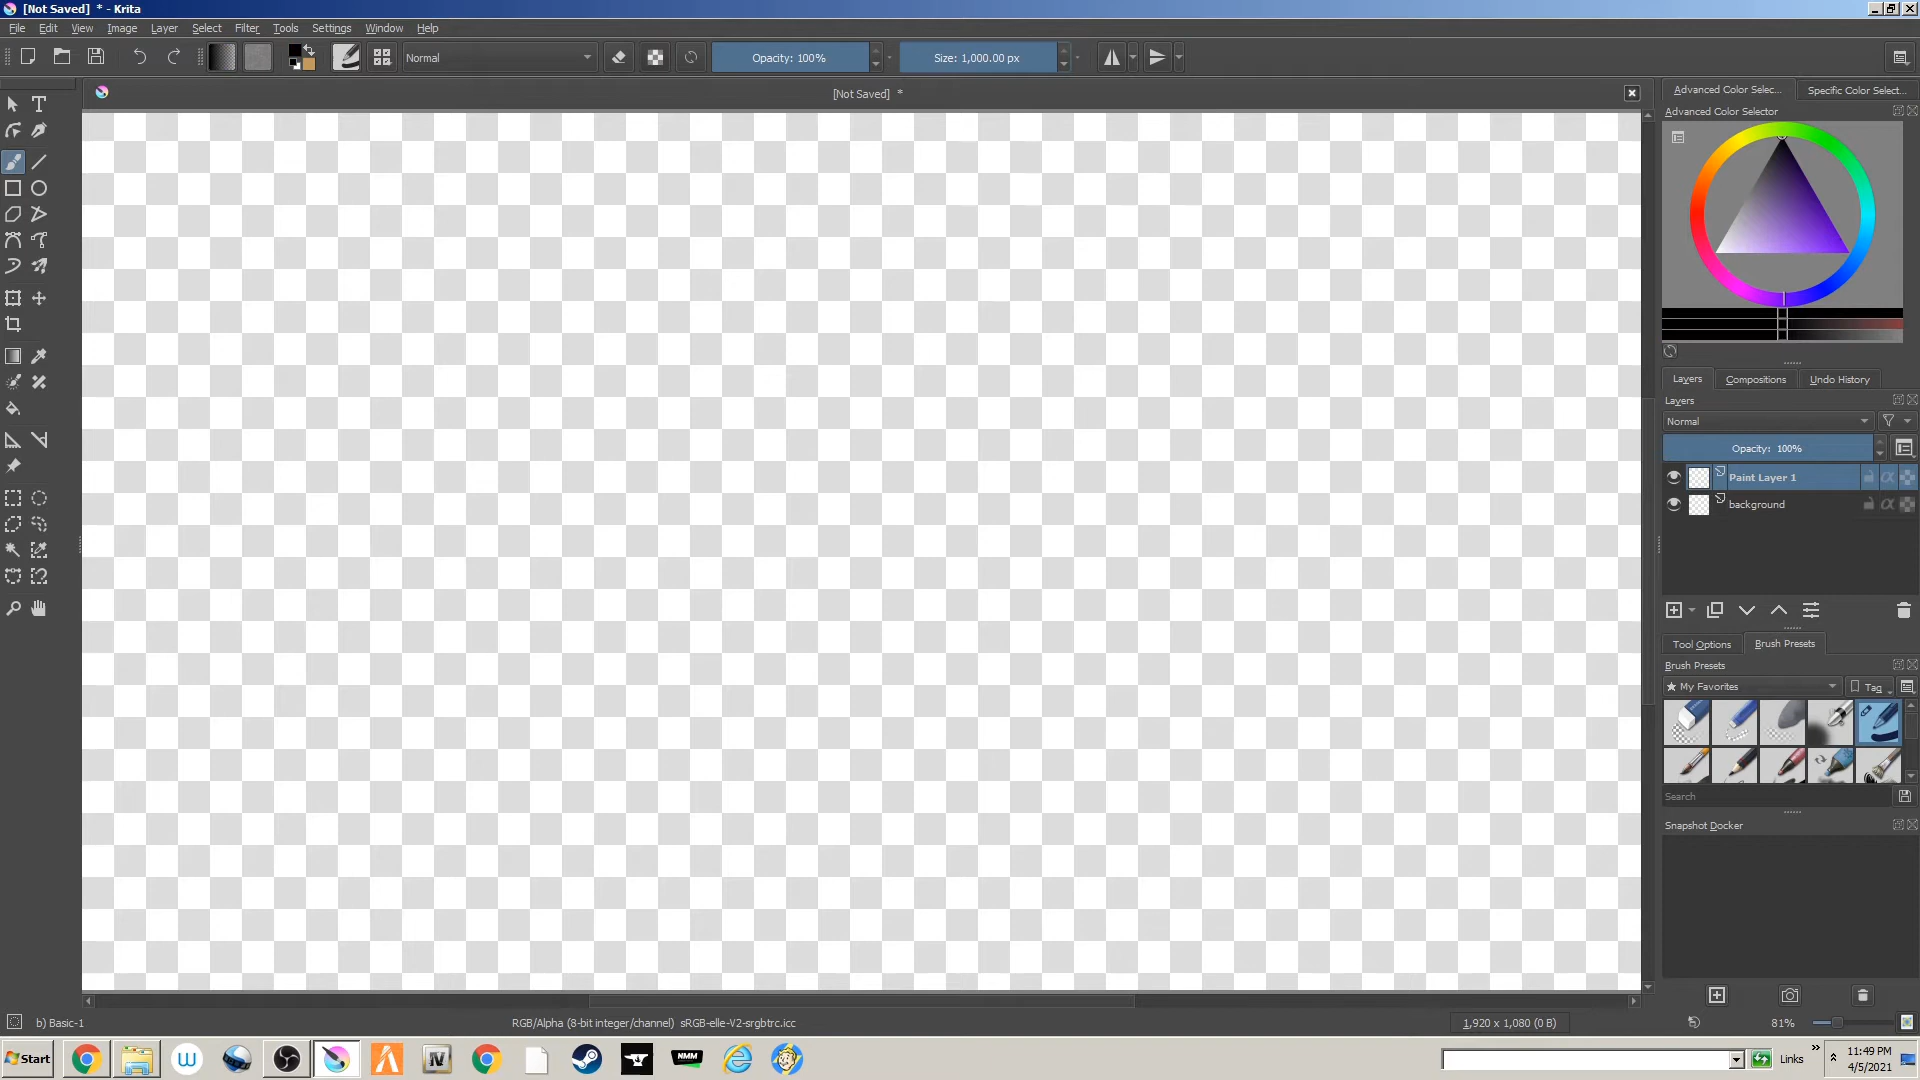 [Not Saved] * - Krita
File Edit View Image Layer Select Filter Tools Settings Window Help
Normal Opacity: 100% Size: 1,000.00 px
[Not Saved] *
Advanced Color Selec... Specific Color Select...
Advanced Color Selector
Layers Compositions Undo History
Layers
Normal
Opacity: 100%
Paint Layer 1
background
Tool Options Brush Presets
Brush Presets
★ My Favorites Tag
Search
Snapshot Docker
b) Basic-1 RGB/Alpha (8-bit integer/channel) sRGB-elle-V2-srgbtrc.icc 1,920 x 1,080 (0 B) 81%
Start W N NMM Links » 11:49 PM
4/5/2021